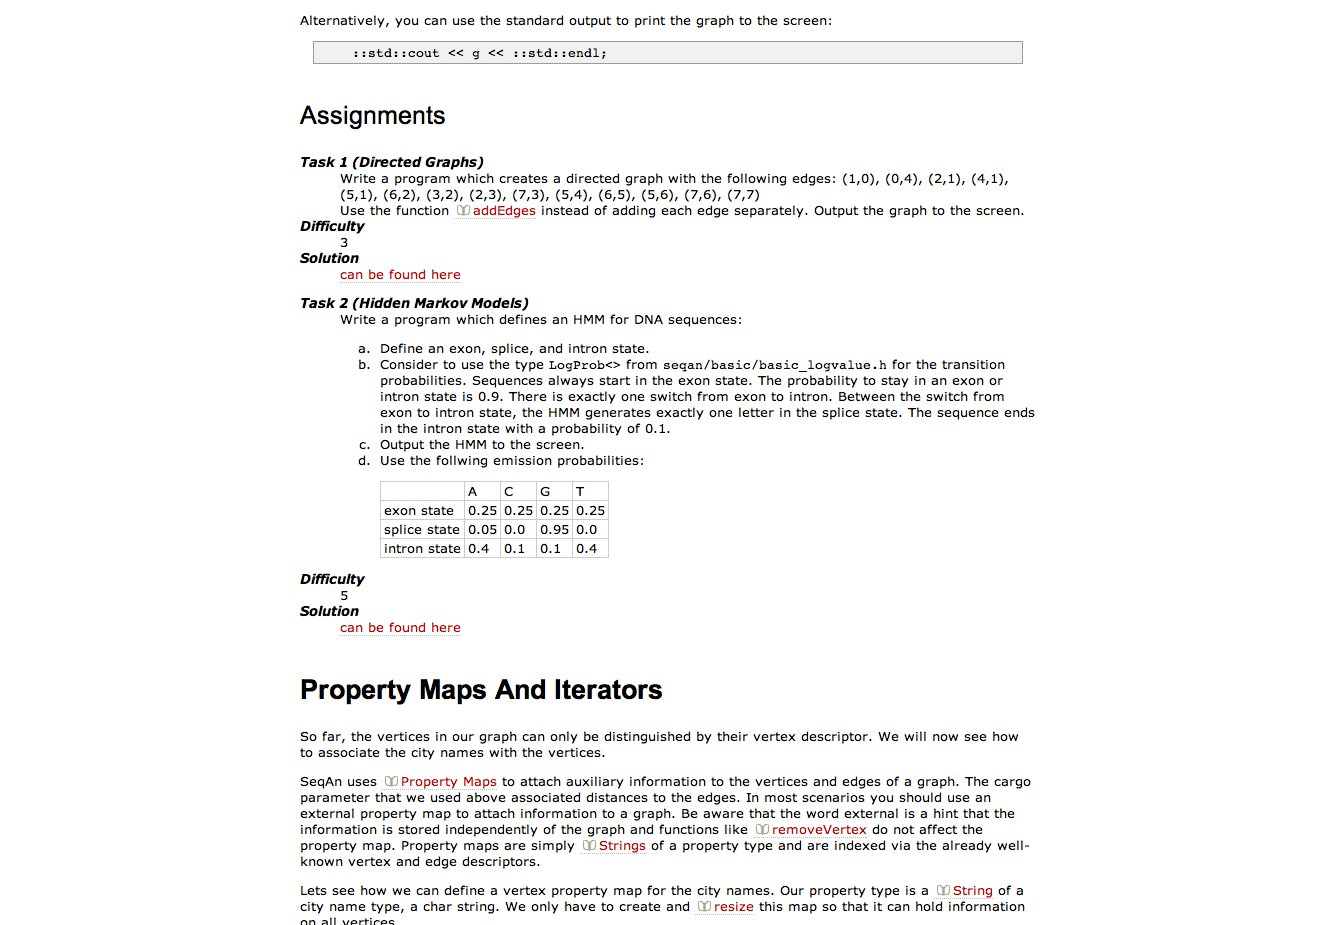 Alternatively, you can use the standard output to print the graph to the screen:
::std::cout << g << ::std::endl;
Assignments
Task 1 (Directed Graphs)
Write a program which creates a directed graph with the following edges: (1,0), (0,4), (2,1), (4,1),
(5,1), (6,2), (3,2), (2,3), (7,3), (5,4), (6,5), (5,6), (7,6), (7,7)
Use the function addEdges instead of adding each edge separately. Output the graph to the screen.
Difficulty
3
Solution
can be found here
Task 2 (Hidden Markov Models)
Write a program which defines an HMM for DNA sequences:
a. Define an exon, splice, and intron state.
b. Consider to use the type LogProb<> from seqan/basic/basic_logvalue.h for the transition
probabilities. Sequences always start in the exon state. The probability to stay in an exon or
intron state is 0.9. There is exactly one switch from exon to intron. Between the switch from
exon to intron state, the HMM generates exactly one letter in the splice state. The sequence ends
in the intron state with a probability of 0.1.
c. Output the HMM to the screen.
d. Use the follwing emission probabilities:
A C G T
exon state 0.25 0.25 0.25 0.25
splice state 0.05 0.0 0.95 0.0
intron state 0.4 0.1 0.1 0.4
Difficulty
5
Solution
can be found here
Property Maps And Iterators
So far, the vertices in our graph can only be distinguished by their vertex descriptor. We will now see how
to associate the city names with the vertices.
SeqAn uses Property Maps to attach auxiliary information to the vertices and edges of a graph. The cargo
parameter that we used above associated distances to the edges. In most scenarios you should use an
external property map to attach information to a graph. Be aware that the word external is a hint that the
information is stored independently of the graph and functions like removeVertex do not affect the
property map. Property maps are simply Strings of a property type and are indexed via the already well-
known vertex and edge descriptors.
Lets see how we can define a vertex property map for the city names. Our property type is a String of a
city name type, a char string. We only have to create and resize this map so that it can hold information
on all vertices.